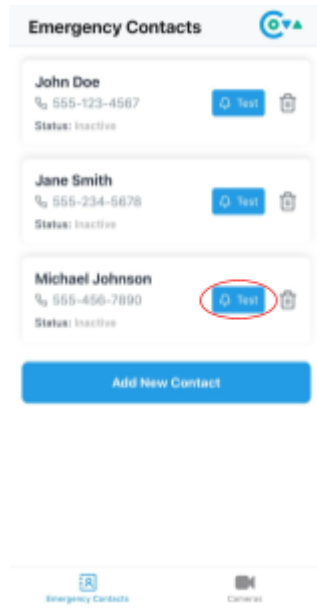 Emergency Contacts
John Doe
555-123-4567
Test
Status: Inactive
Jane Smith
555-234-5678
Test
Status: Inactive
Michael Johnson
555-456-7890
Test
Status: Inactive
Add New Contact
Emergency Contacts
Cameras